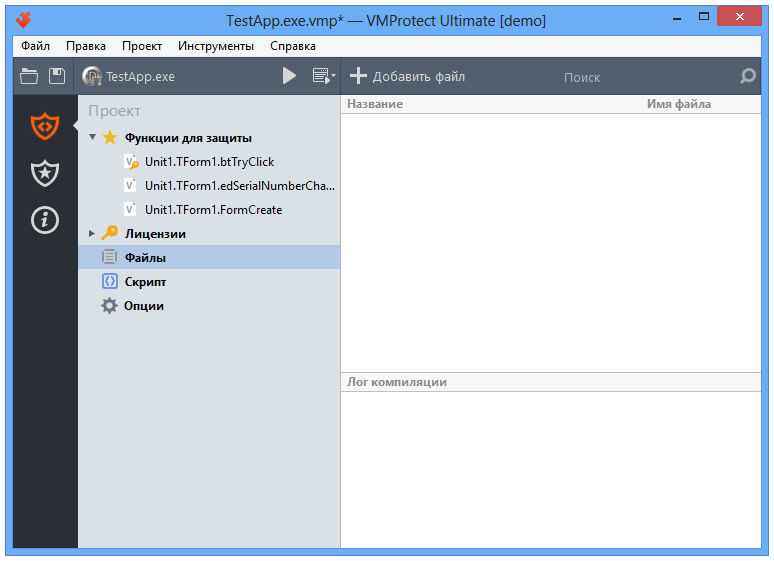 TestApp.exe.vmp* — VMProtect Ultimate [demo]
Файл Правка Проект Инструменты Справка
TestApp.exe Добавить файл Поиск
Проект
Название Имя файла
Функции для защиты
Unit1.TForm1.btTryClick
Unit1.TForm1.edSerialNumberCha...
Unit1.TForm1.FormCreate
Лицензии
Файлы
Скрипт
Опции
Лог компиляции